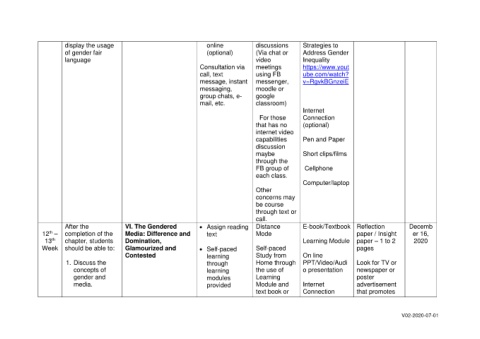 display the usage
of gender fair
language
online
(optional)
Consultation via
call, text
message, instant
messaging,
group chats, e-
mail, etc.
discussions
(Via chat or
video
meetings
using FB
messenger,
moodle or
google
classroom)
For those
that has no
internet video
capabilities
discussion
maybe
through the
FB group of
each class.
Other
concerns may
be course
through text or
call.
Strategies to
Address Gender
Inequality
https://www.yout
ube.com/watch?
Internet
Connection
(optional)
Pen and Paper
Short clips/films
Cellphone
Computer/laptop
12th –
13th
Week
After the
completion of the
chapter, students
should be able to:
1. Discuss the
concepts of
gender and
media.
VI. The Gendered
Media: Difference and
Domination,
Glamourized and
Contested
• Assign reading
text
• Self-paced
learning
through
learning
modules
provided
Distance
Mode
Self-paced
Study from
Home through
the use of
Learning
Module and
text book or
E-book/Textbook
Learning Module
On line
PPT/Video/Audi
o presentation
Internet
Connection
Reflection
paper / Insight
paper – 1 to 2
pages
Look for TV or
newspaper or
poster
advertisement
that promotes
Decemb
er 16,
2020
V02-2020-07-01